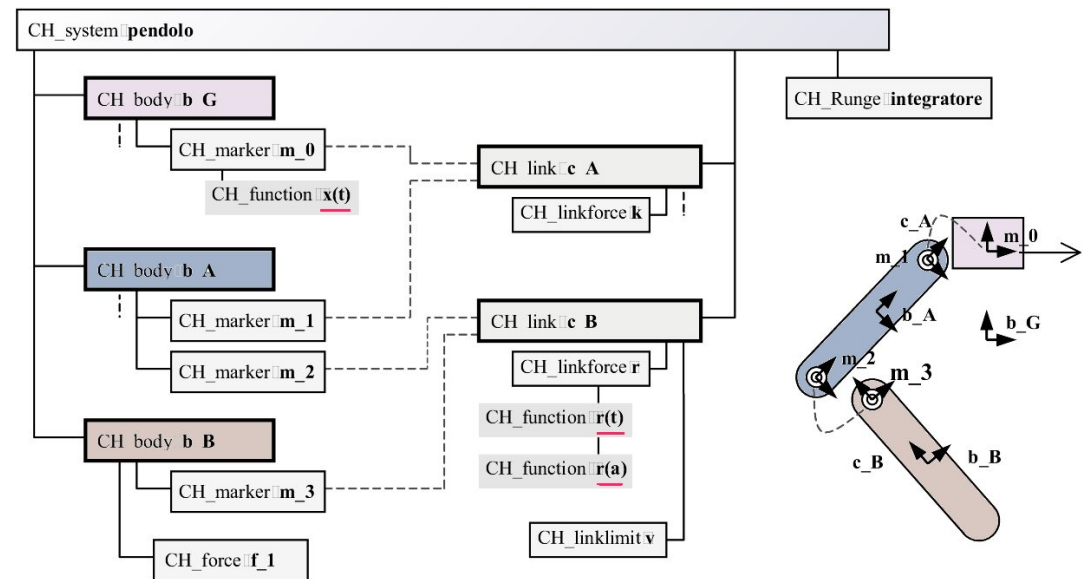 CH_system pendolo
CH_body b_G
CH_marker m_0
CH_function x(t)
CH_body b_A
CH_marker m_1
CH_marker m_2
CH_body b_B
CH_marker m_3
CH_force f_1
CH_link c_A
CH_linkforce k
CH_link c_B
CH_linkforce r
CH_function r(t)
CH_function r(a)
CH_linklimit v
CH_Runge integratore
c_A
m_0
m_1
b_A
b_G
m_2
m_3
c_B
b_B